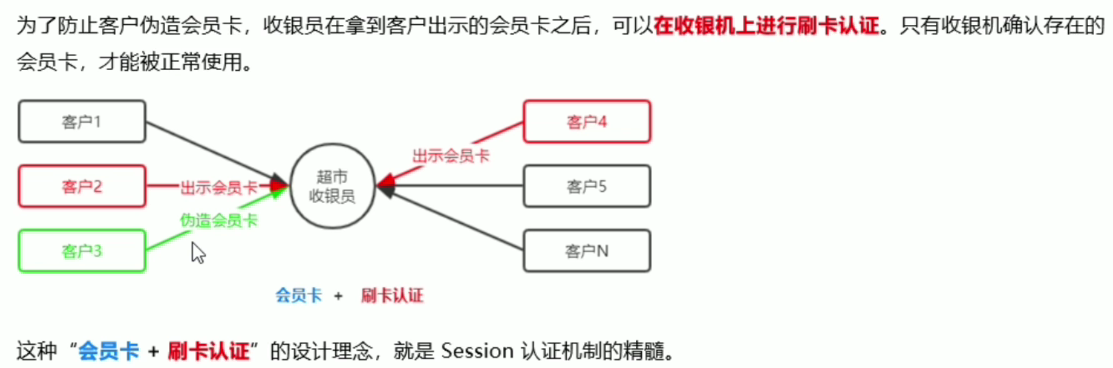 为了防止客户伪造会员卡，收银员在拿到客户出示的会员卡之后，可以在收银机上进行刷卡认证。只有收银机确认存在的
会员卡，才能被正常使用。
客户1
客户4
出示会员卡
客户2
出示会员卡
超市
收银员
客户5
伪造会员卡
客户3
客户N
会员卡 + 刷卡认证
这种“会员卡 + 刷卡认证”的设计理念，就是 Session 认证机制的精髓。